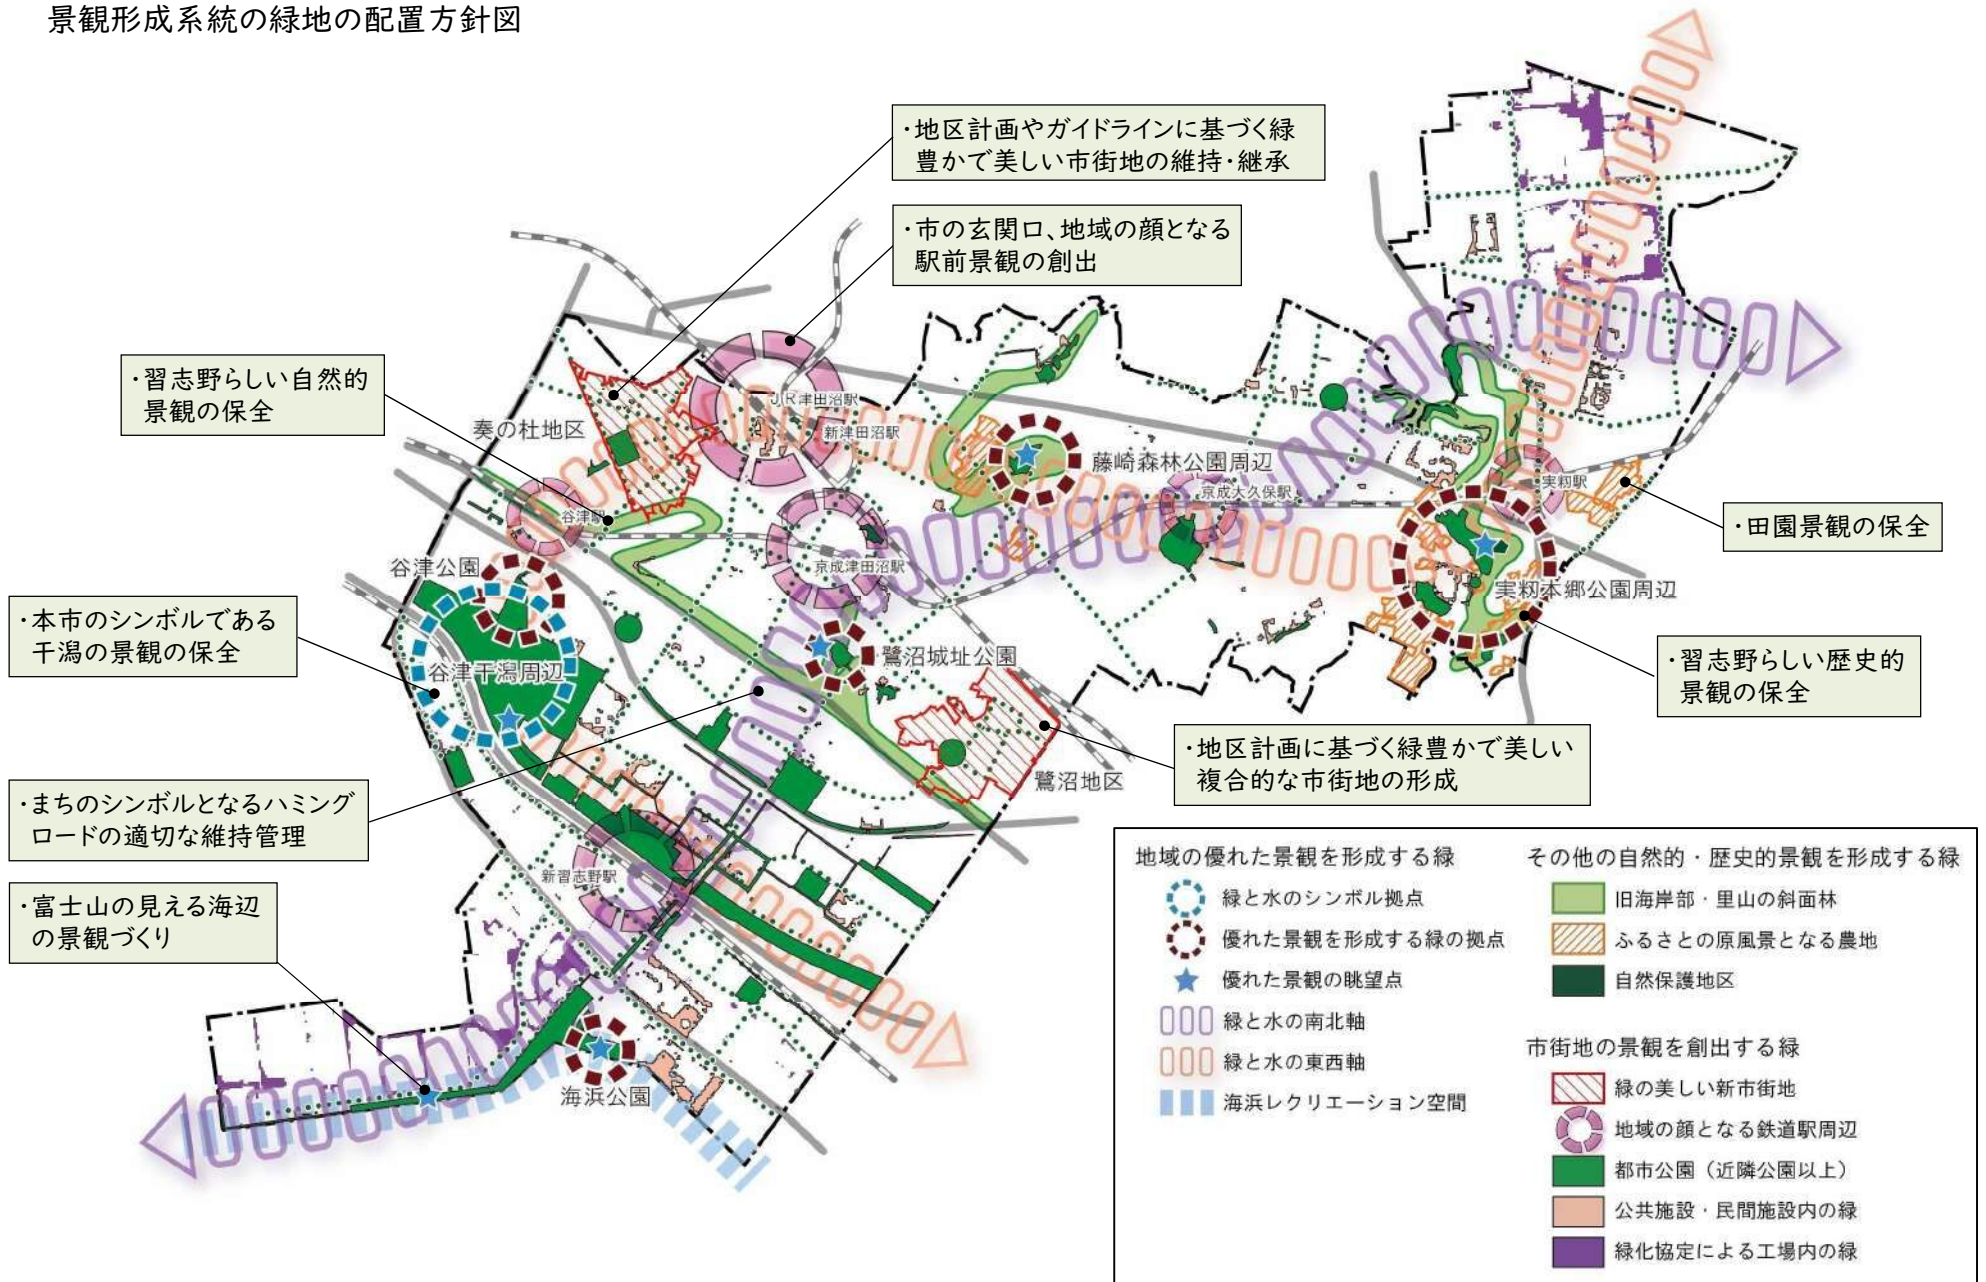 景観形成系統の緑地の配置方針図
・地区計画やガイドラインに基づく緑
豊かで美しい市街地の維持・継承
・市の玄関口、地域の顔となる
駅前景観の創出
・習志野らしい自然的
景観の保全
奏の杜地区
JR津田沼駅
新津田沼駅
藤崎森林公園周辺
京成大久保駅
実籾駅
・田園景観の保全
谷津駅
京成津田沼駅
谷津公園
実籾本郷公園周辺
・本市のシンボルである
干潟の景観の保全
谷津干潟周辺
鷺沼城址公園
・習志野らしい歴史的
景観の保全
・地区計画に基づく緑豊かで美しい
複合的な市街地の形成
鷺沼地区
・まちのシンボルとなるハミング
ロードの適切な維持管理
新習志野駅
・富士山の見える海辺
の景観づくり
海浜公園
地域の優れた景観を形成する緑
緑と水のシンボル拠点
優れた景観を形成する緑の拠点
優れた景観の眺望点
緑と水の南北軸
緑と水の東西軸
海浜レクリエーション空間
その他の自然的・歴史的景観を形成する緑
旧海岸部・里山の斜面林
ふるさとの原風景となる農地
自然保護地区
市街地の景観を創出する緑
緑の美しい新市街地
地域の顔となる鉄道駅周辺
都市公園（近隣公園以上）
公共施設・民間施設内の緑
緑化協定による工場内の緑